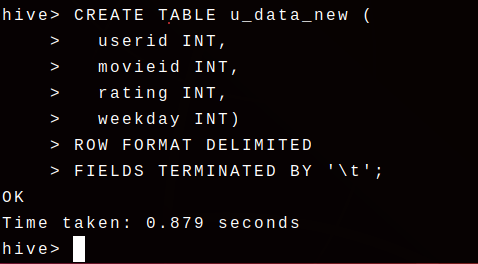 hive> CREATE TABLE u_data_new (
    >   userid INT,
    >   movieid INT,
    >   rating INT,
    >   weekday INT)
    > ROW FORMAT DELIMITED
    > FIELDS TERMINATED BY '\t';
OK
Time taken: 0.879 seconds
hive>